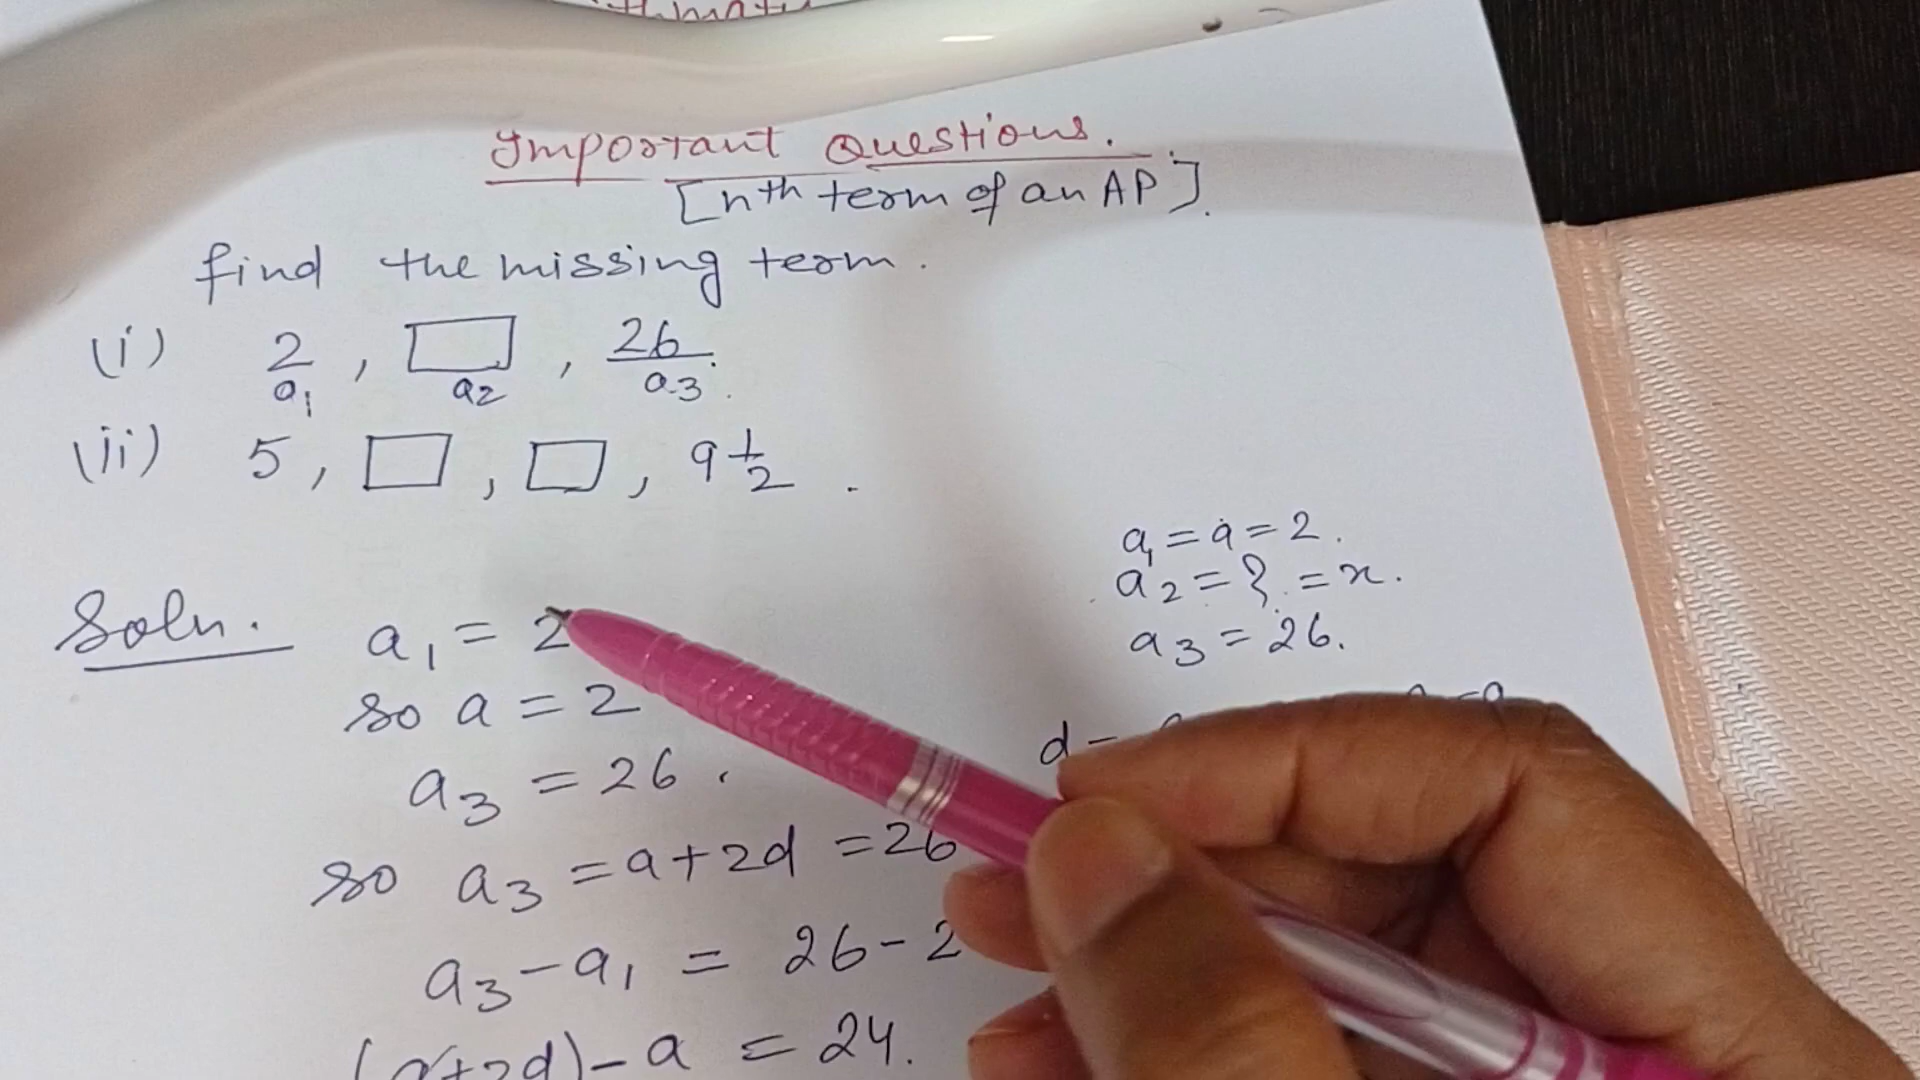 Important Questions.
[nth term of an AP].
find the missing term.
(i) 2 , □ , 26
a1 a2 a3.
(ii) 5 , □ , □ , 9 1/2 .
a1 = a = 2.
a2 = ? = x.
a3 = 26.
Soln. a1 = 2
so a = 2
a3 = 26.
d =
so a3 = a + 2d = 26
a3 - a1 = 26 - 2
(a + 2d) - a = 24.